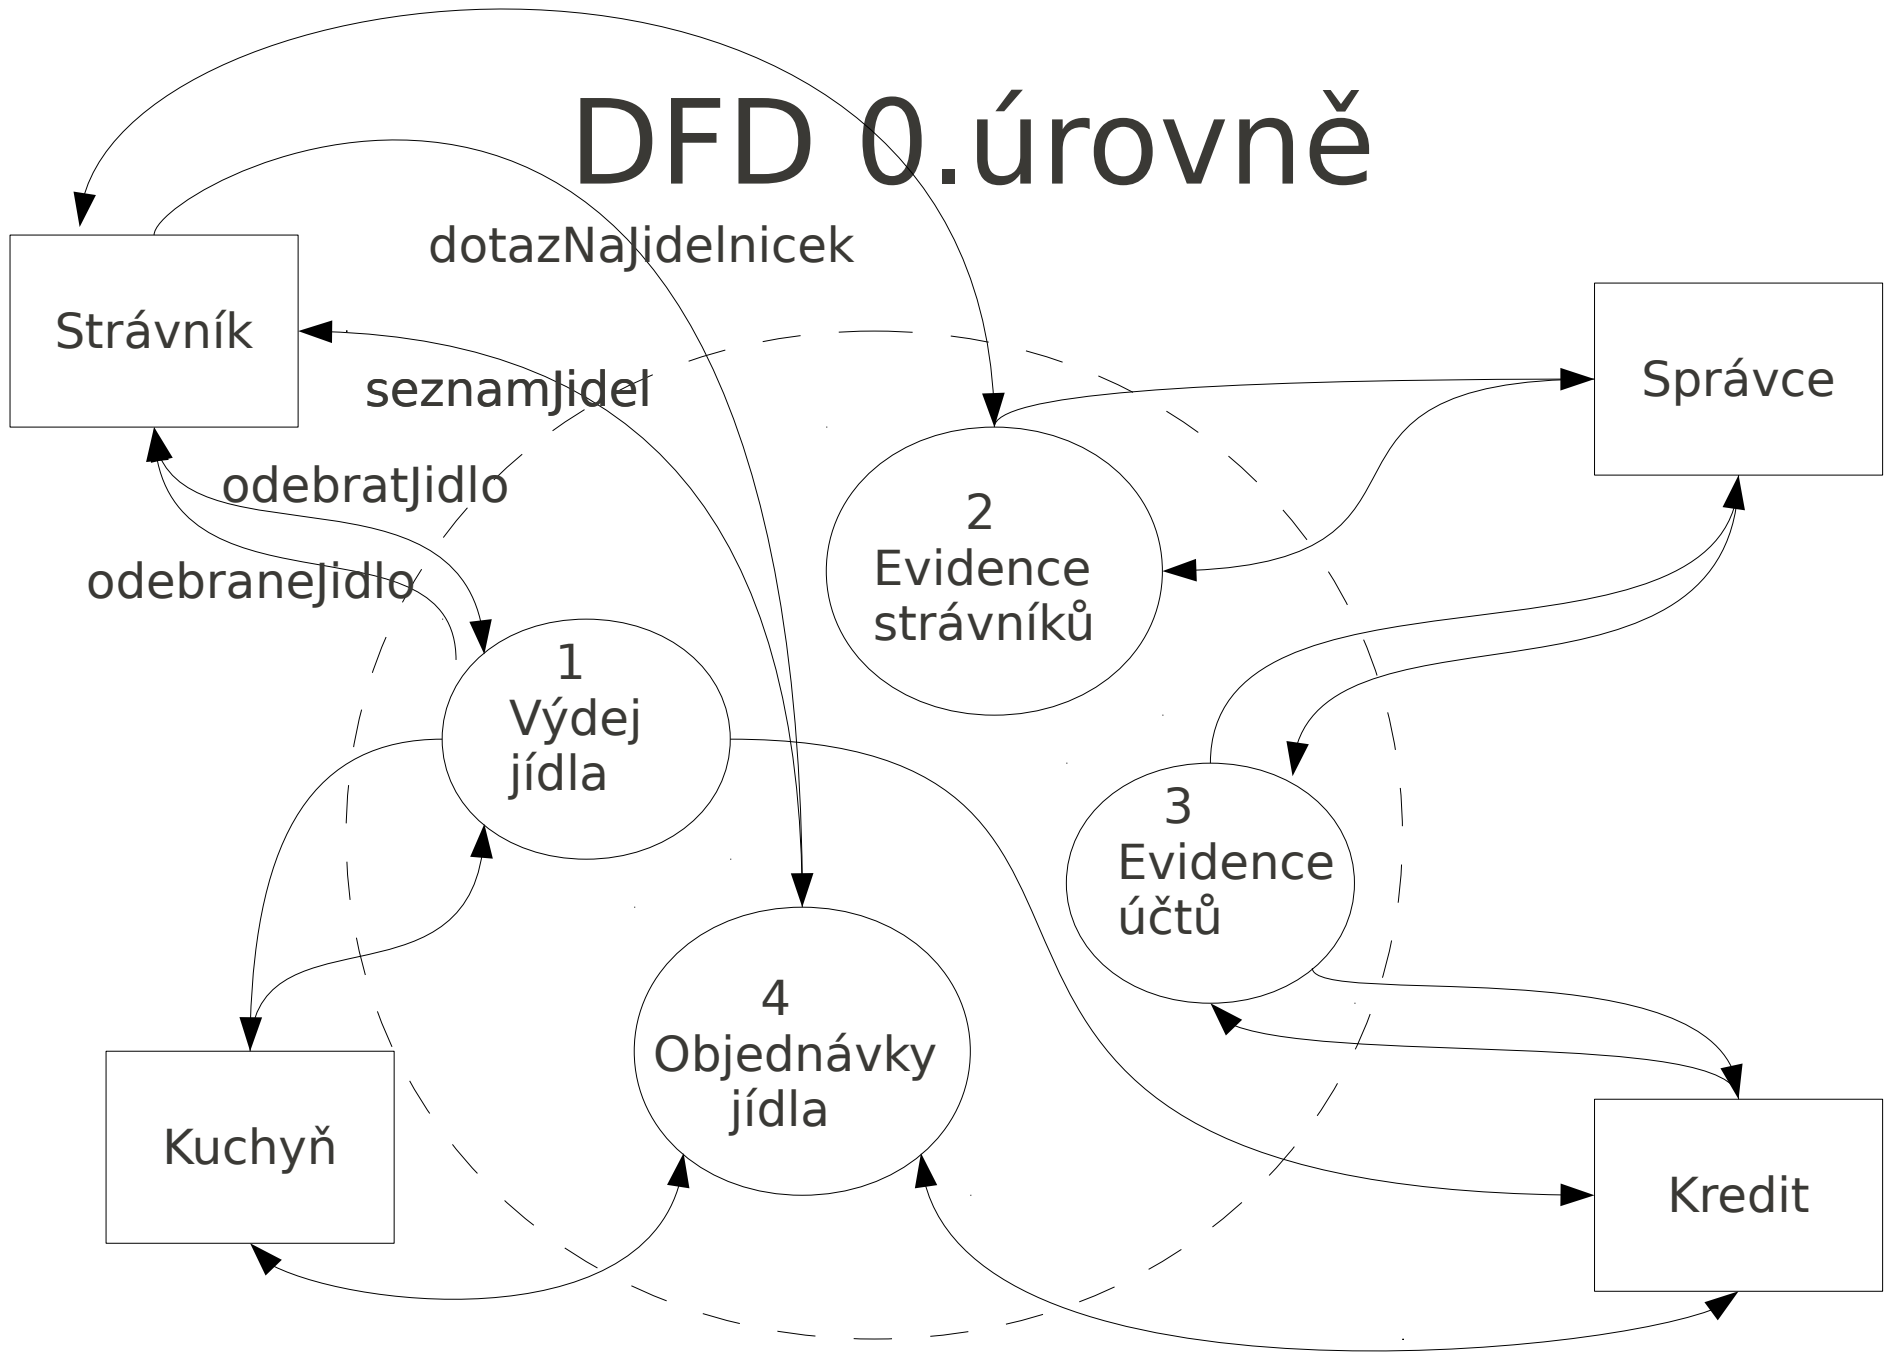 DFD 0.úrovně
dotazNaJidelnicek
Strávník
seznamJidel
Správce
odebratJidlo
odebraneJidlo
2
Evidence
strávníků
1
Výdej
jídla
3
Evidence
účtů
4
Objednávky
jídla
Kuchyň
Kredit